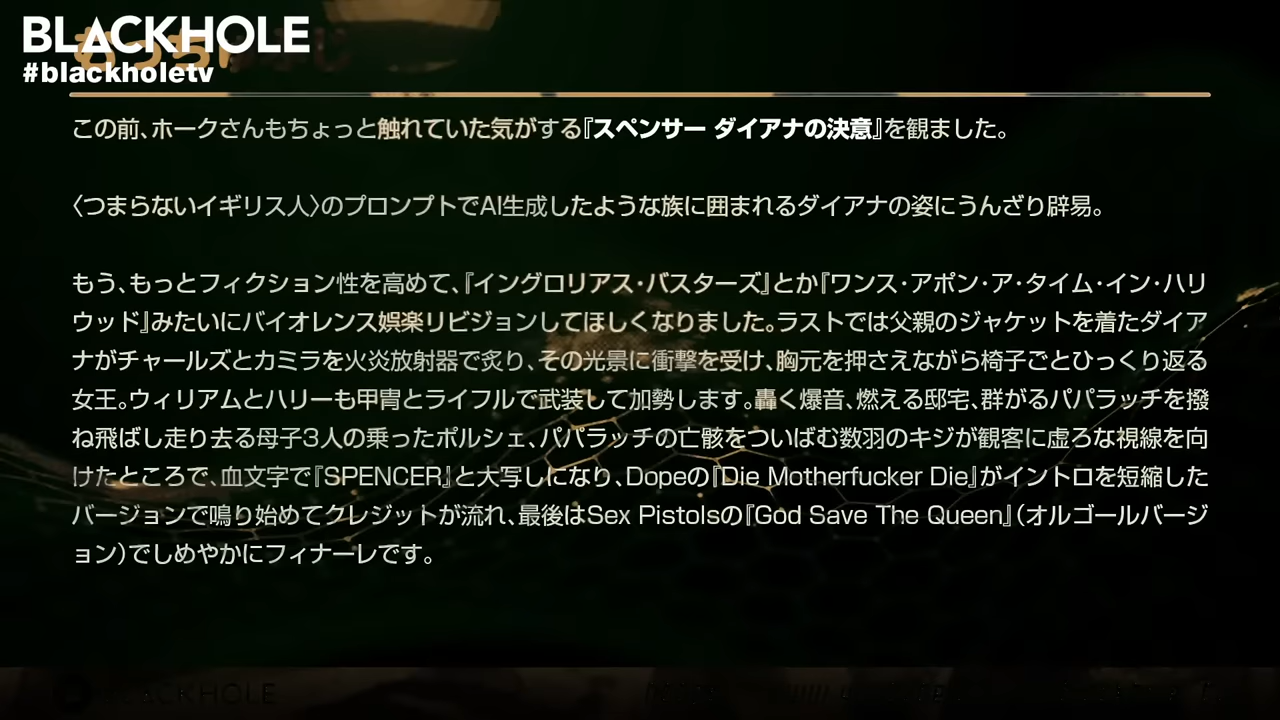 BLACKHOLE
#blackholetv
この前、ホークさんもちょっと触れていた気がする『スペンサー ダイアナの決意』を観ました。
〈つまらないイギリス人〉のプロンプトでAI生成したような族に囲まれるダイアナの姿にうんざり辟易。
もう、もっとフィクション性を高めて、『イングロリアス・バスターズ』とか『ワンス・アポン・ア・タイム・イン・ハリ
ウッド』みたいにバイオレンス娯楽リビジョンしてほしくなりました。ラストでは父親のジャケットを着たダイア
ナがチャールズとカミラを火炎放射器で炙り、その光景に衝撃を受け、胸元を押さえながら椅子ごとひっくり返る
女王。ウィリアムとハリーも甲冑とライフルで武装して加勢します。轟く爆音、燃える邸宅、群がるパパラッチを撥
ね飛ばし走り去る母子3人の乗ったポルシェ、パパラッチの亡骸をついばむ数羽のキジが観客に虚ろな視線を向
けたところで、血文字で『SPENCER』と大写しになり、Dopeの『Die Motherfucker Die』がイントロを短縮した
バージョンで鳴り始めてクレジットが流れ、最後はSex Pistolsの『God Save The Queen』（オルゴールバージ
ョン）でしめやかにフィナーレです。
BLACKHOLE